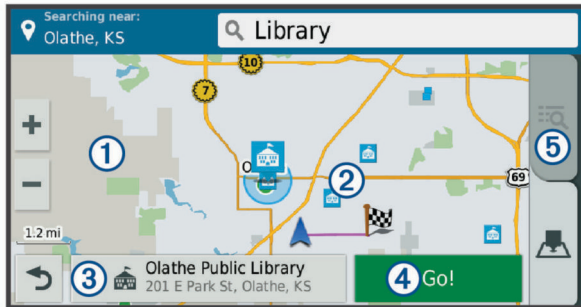 Searching near:
Olathe, KS
Library
10
7
+
1
5
O
2
69
−
1.2 mi
3
Olathe Public Library
201 E Park St, Olathe, KS
4
Go!